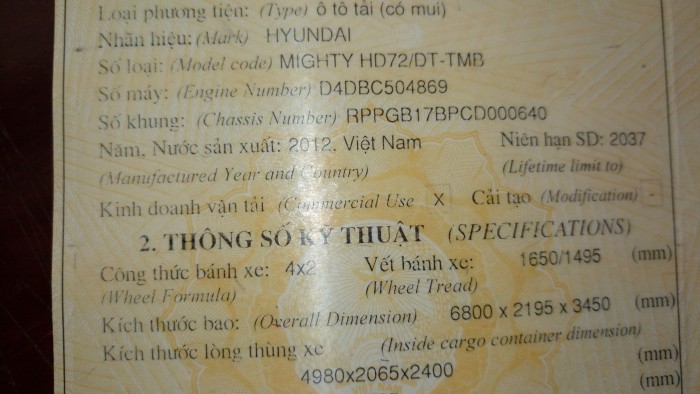 Loại phương tiện: (Type) ô tô tải (có mui)
Nhãn hiệu: (Mark) HYUNDAI
Số loại: (Model code) MIGHTY HD72/DT-TMB
Số máy: (Engine Number) D4DBC504869
Số khung: (Chassis Number) RPPGB17BPCD000640
Năm, Nước sản xuất: 2012, Việt Nam Niên hạn SD: 2037
(Manufactured Year and Country) (Lifetime limit to)
Kinh doanh vận tải (Commercial Use X Cải tạo (Modification)
2. THÔNG SỐ KỸ THUẬT (SPECIFICATIONS)
Công thức bánh xe: 4x2 Vết bánh xe: 1650/1495 (mm)
(Wheel Formula) (Wheel Tread)
Kích thước bao: (Overall Dimension) 6800 x 2195 x 3450 (mm)
Kích thước lòng thùng xe (Inside cargo container dimension)
4980x2065x2400 (mm)
(mm)